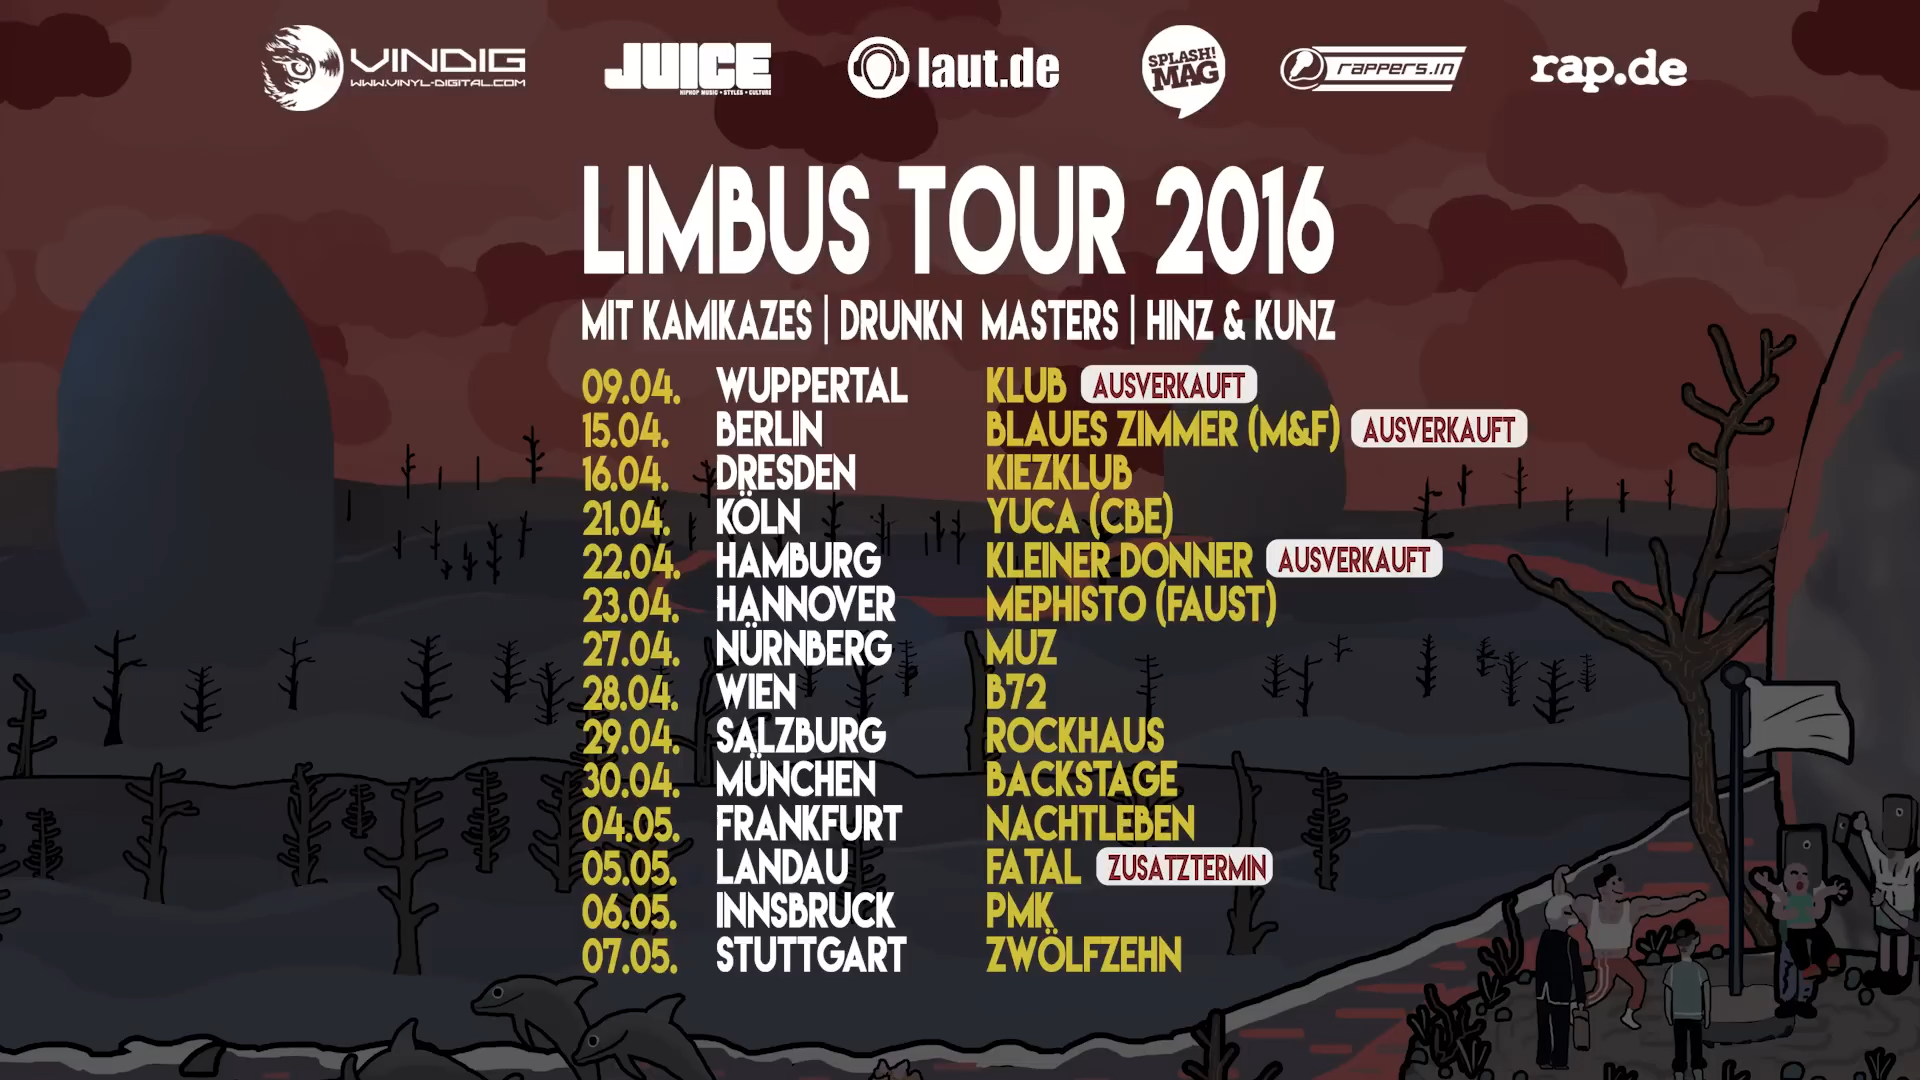 VINDIG
WWW.VINYL-DIGITAL.COM
JUICE
HIPHOP MUSIC • STYLES • CULTURE
laut.de
SPLASH!
MAG
rappers.in
rap.de
LIMBUS TOUR 2016
MIT KAMIKAZES | DRUNKN MASTERS | HINZ & KUNZ
09.04. WUPPERTAL KLUB AUSVERKAUFT
15.04. BERLIN BLAUES ZIMMER (M&F) AUSVERKAUFT
16.04. DRESDEN KIEZKLUB
21.04. KÖLN YUCA (CBE)
22.04. HAMBURG KLEINER DONNER AUSVERKAUFT
23.04. HANNOVER MEPHISTO (FAUST)
27.04. NÜRNBERG MUZ
28.04. WIEN B72
29.04. SALZBURG ROCKHAUS
30.04. MÜNCHEN BACKSTAGE
04.05. FRANKFURT NACHTLEBEN
05.05. LANDAU FATAL ZUSATZTERMIN
06.05. INNSBRUCK PMK
07.05. STUTTGART ZWÖLFZEHN